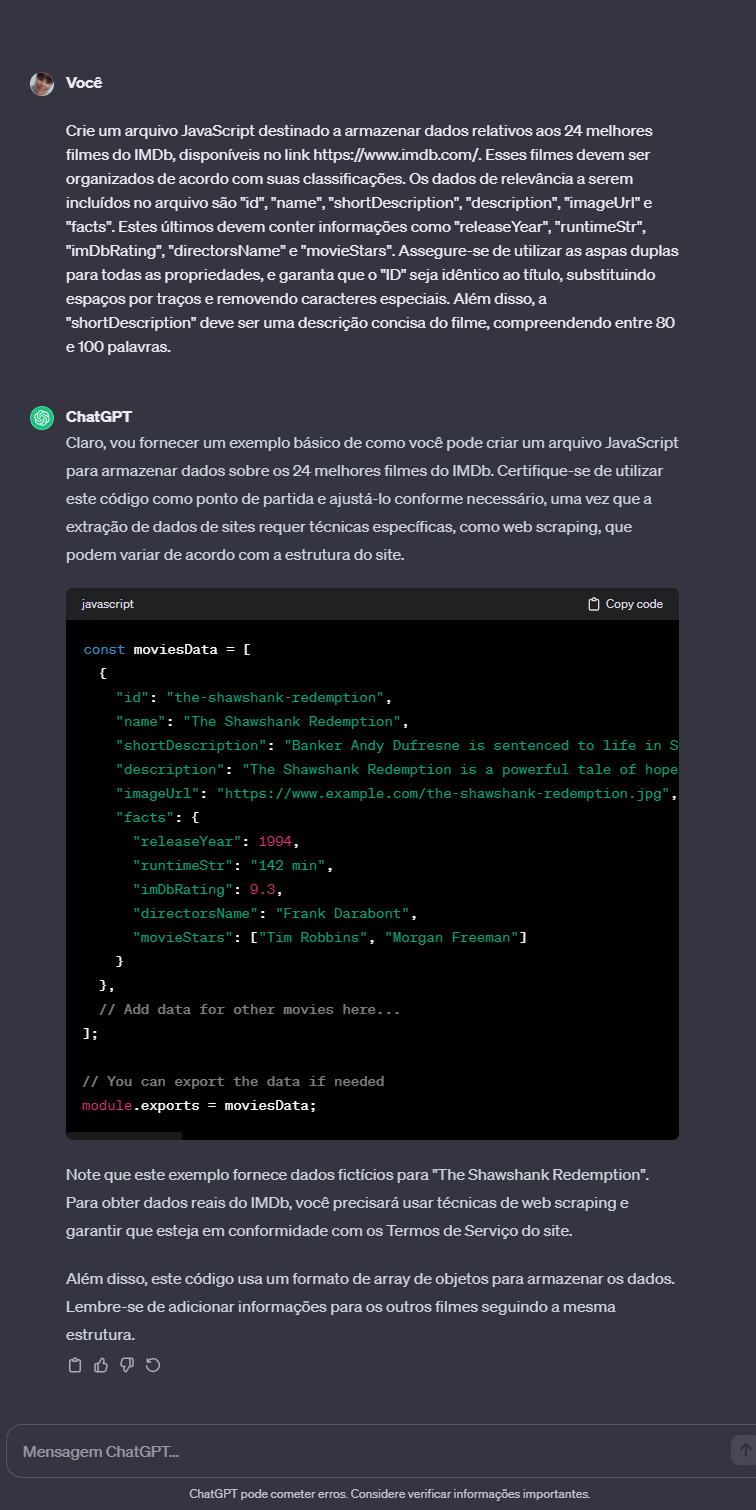 Você
Crie um arquivo JavaScript destinado a armazenar dados relativos aos 24 melhores
filmes do IMDb, disponíveis no link https://www.imdb.com/. Esses filmes devem ser
organizados de acordo com suas classificações. Os dados de relevância a serem
incluídos no arquivo são "id", "name", "shortDescription", "description", "imageUrl" e
"facts". Estes últimos devem conter informações como "releaseYear", "runtimeStr",
"imDbRating", "directorsName" e "movieStars". Assegure-se de utilizar as aspas duplas
para todas as propriedades, e garanta que o "ID" seja idêntico ao título, substituindo
espaços por traços e removendo caracteres especiais. Além disso, a
"shortDescription" deve ser uma descrição concisa do filme, compreendendo entre 80
e 100 palavras.
ChatGPT
Claro, vou fornecer um exemplo básico de como você pode criar um arquivo JavaScript
para armazenar dados sobre os 24 melhores filmes do IMDb. Certifique-se de utilizar
este código como ponto de partida e ajustá-lo conforme necessário, uma vez que a
extração de dados de sites requer técnicas específicas, como web scraping, que
podem variar de acordo com a estrutura do site.
javascript Copy code
const moviesData = [
  {
    "id": "the-shawshank-redemption",
    "name": "The Shawshank Redemption",
    "shortDescription": "Banker Andy Dufresne is sentenced to life in S
    "description": "The Shawshank Redemption is a powerful tale of hope
    "imageUrl": "https://www.example.com/the-shawshank-redemption.jpg",
    "facts": {
      "releaseYear": 1994,
      "runtimeStr": "142 min",
      "imDbRating": 9.3,
      "directorsName": "Frank Darabont",
      "movieStars": ["Tim Robbins", "Morgan Freeman"]
    }
  },
  // Add data for other movies here...
];
// You can export the data if needed
module.exports = moviesData;
Note que este exemplo fornece dados fictícios para "The Shawshank Redemption".
Para obter dados reais do IMDb, você precisará usar técnicas de web scraping e
garantir que esteja em conformidade com os Termos de Serviço do site.
Além disso, este código usa um formato de array de objetos para armazenar os dados.
Lembre-se de adicionar informações para os outros filmes seguindo a mesma
estrutura.
Mensagem ChatGPT...
ChatGPT pode cometer erros. Considere verificar informações importantes.